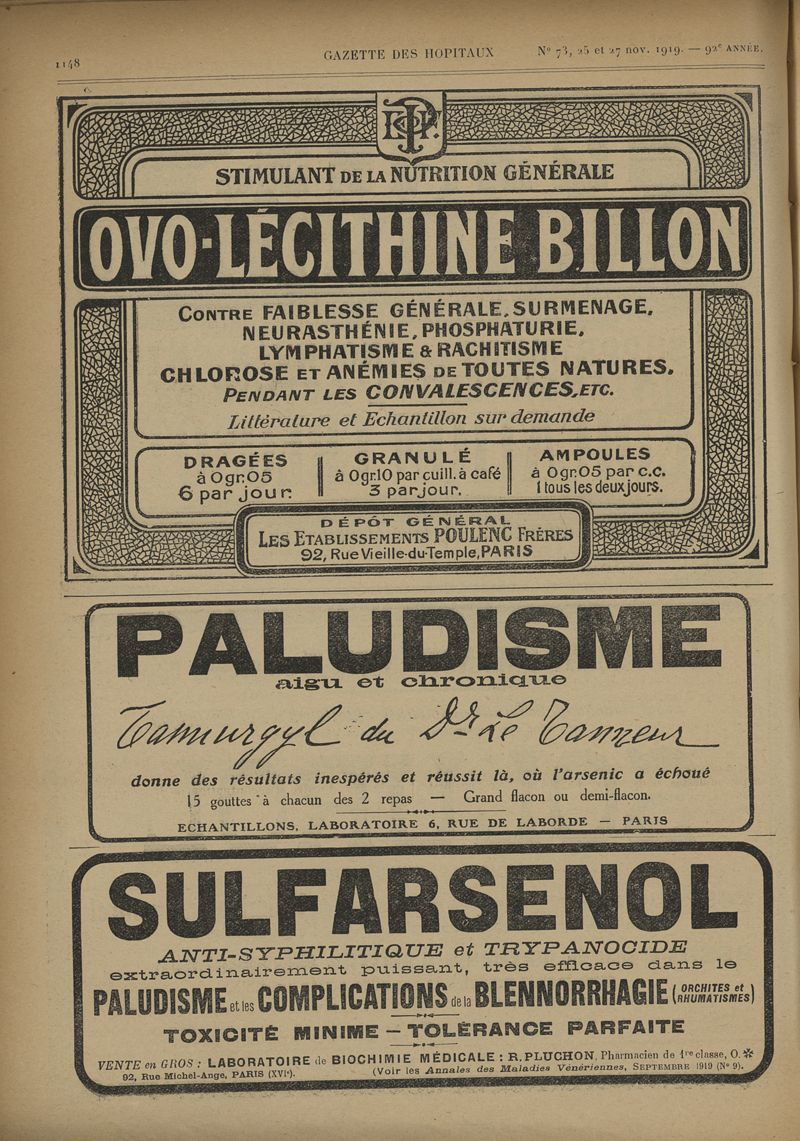 1148
GAZETTE DES HOPITAUX
N° 73, 25 et 27 nov. 1919. — 92e ANNÉE.
STIMULANT DE LA NUTRITION GÉNÉRALE
OVO-LÉCITHINE BILLON
CONTRE FAIBLESSE GÉNÉRALE, SURMENAGE,
NEURASTHÉNIE, PHOSPHATURIE,
LYMPHATISME & RACHITISME
CHLOROSE ET ANÉMIES DE TOUTES NATURES.
PENDANT LES CONVALESCENCES, ETC.
Littérature et Echantillon sur demande
DRAGÉES
à 0gr.05
6 par jour
GRANULÉ
à 0gr.10 par cuill. à café
3 par jour.
AMPOULES
à 0gr.05 par c.c.
1 tous les deux jours.
DÉPÔT GÉNÉRAL
LES ETABLISSEMENTS POULENC FRÈRES
92, Rue Vieille-du-Temple, PARIS
PALUDISME
aigu et chronique
Tannurgyl du Dr. Le Tanneur
donne des résultats inespérés et réussit là, où l'arsenic a échoué
15 gouttes à chacun des 2 repas — Grand flacon ou demi-flacon.
ECHANTILLONS, LABORATOIRE 6, RUE DE LABORDE — PARIS
SULFARSENOL
ANTI-SYPHILITIQUE et TRYPANOCIDE
extraordinairement puissant, très efficace dans le
PALUDISME et les COMPLICATIONS de la BLENNORRHAGIE (ORCHITES et RHUMATISMES)
TOXICITÉ MINIME — TOLÉRANCE PARFAITE
VENTE en GROS : LABORATOIRE de BIOCHIMIE MÉDICALE : R. PLUCHON, Pharmacien de 1re classe, O.
92, Rue Michel-Ange, PARIS (XVIe).
(Voir les Annales des Maladies Vénériennes, SEPTEMBRE 1919 (N° 9).